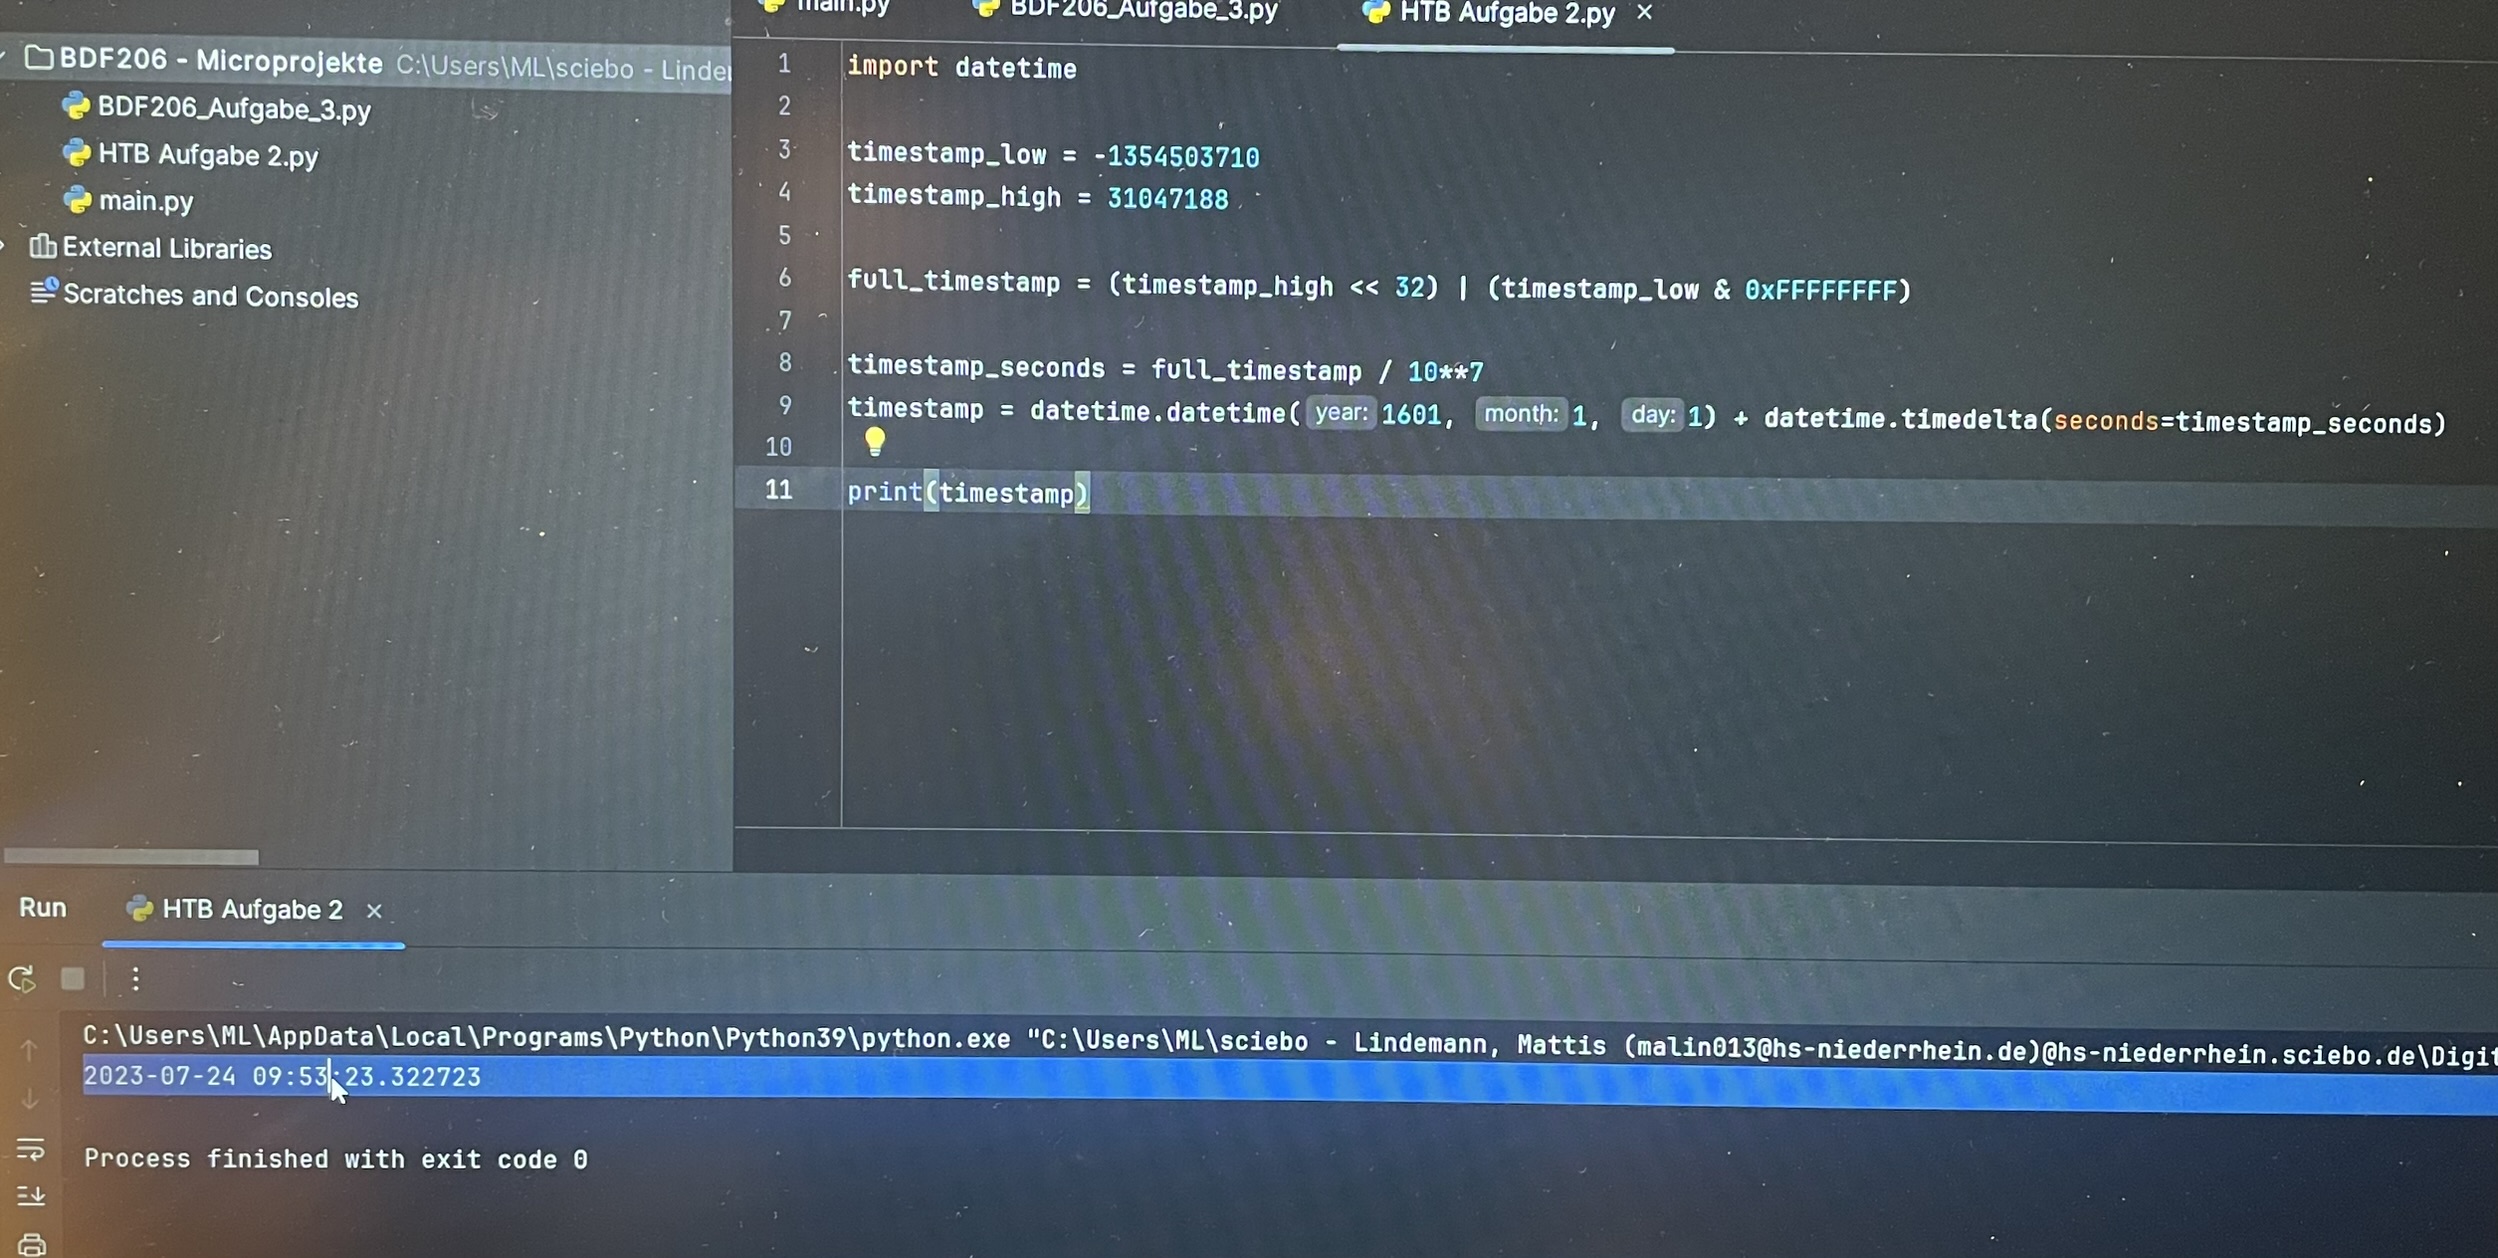 main.py
BDF206_Aufgabe_3.py
HTB Aufgabe 2.py ×
BDF206 - Microprojekte C:\Users\ML\sciebo - Linde
BDF206_Aufgabe_3.py
HTB Aufgabe 2.py
main.py
External Libraries
Scratches and Consoles
1 import datetime
2
3 timestamp_low = -1354503710
4 timestamp_high = 31047188
5
6 full_timestamp = (timestamp_high << 32) | (timestamp_low & 0xFFFFFFFF)
7
8 timestamp_seconds = full_timestamp / 10**7
9 timestamp = datetime.datetime( year: 1601, month: 1, day: 1) + datetime.timedelta(seconds=timestamp_seconds)
10
11 print(timestamp)
Run HTB Aufgabe 2 ×
C:\Users\ML\AppData\Local\Programs\Python\Python39\python.exe "C:\Users\ML\sciebo - Lindemann, Mattis (malin013@hs-niederrhein.de)@hs-niederrhein.sciebo.de\Digit
2023-07-24 09:53:23.322723
Process finished with exit code 0